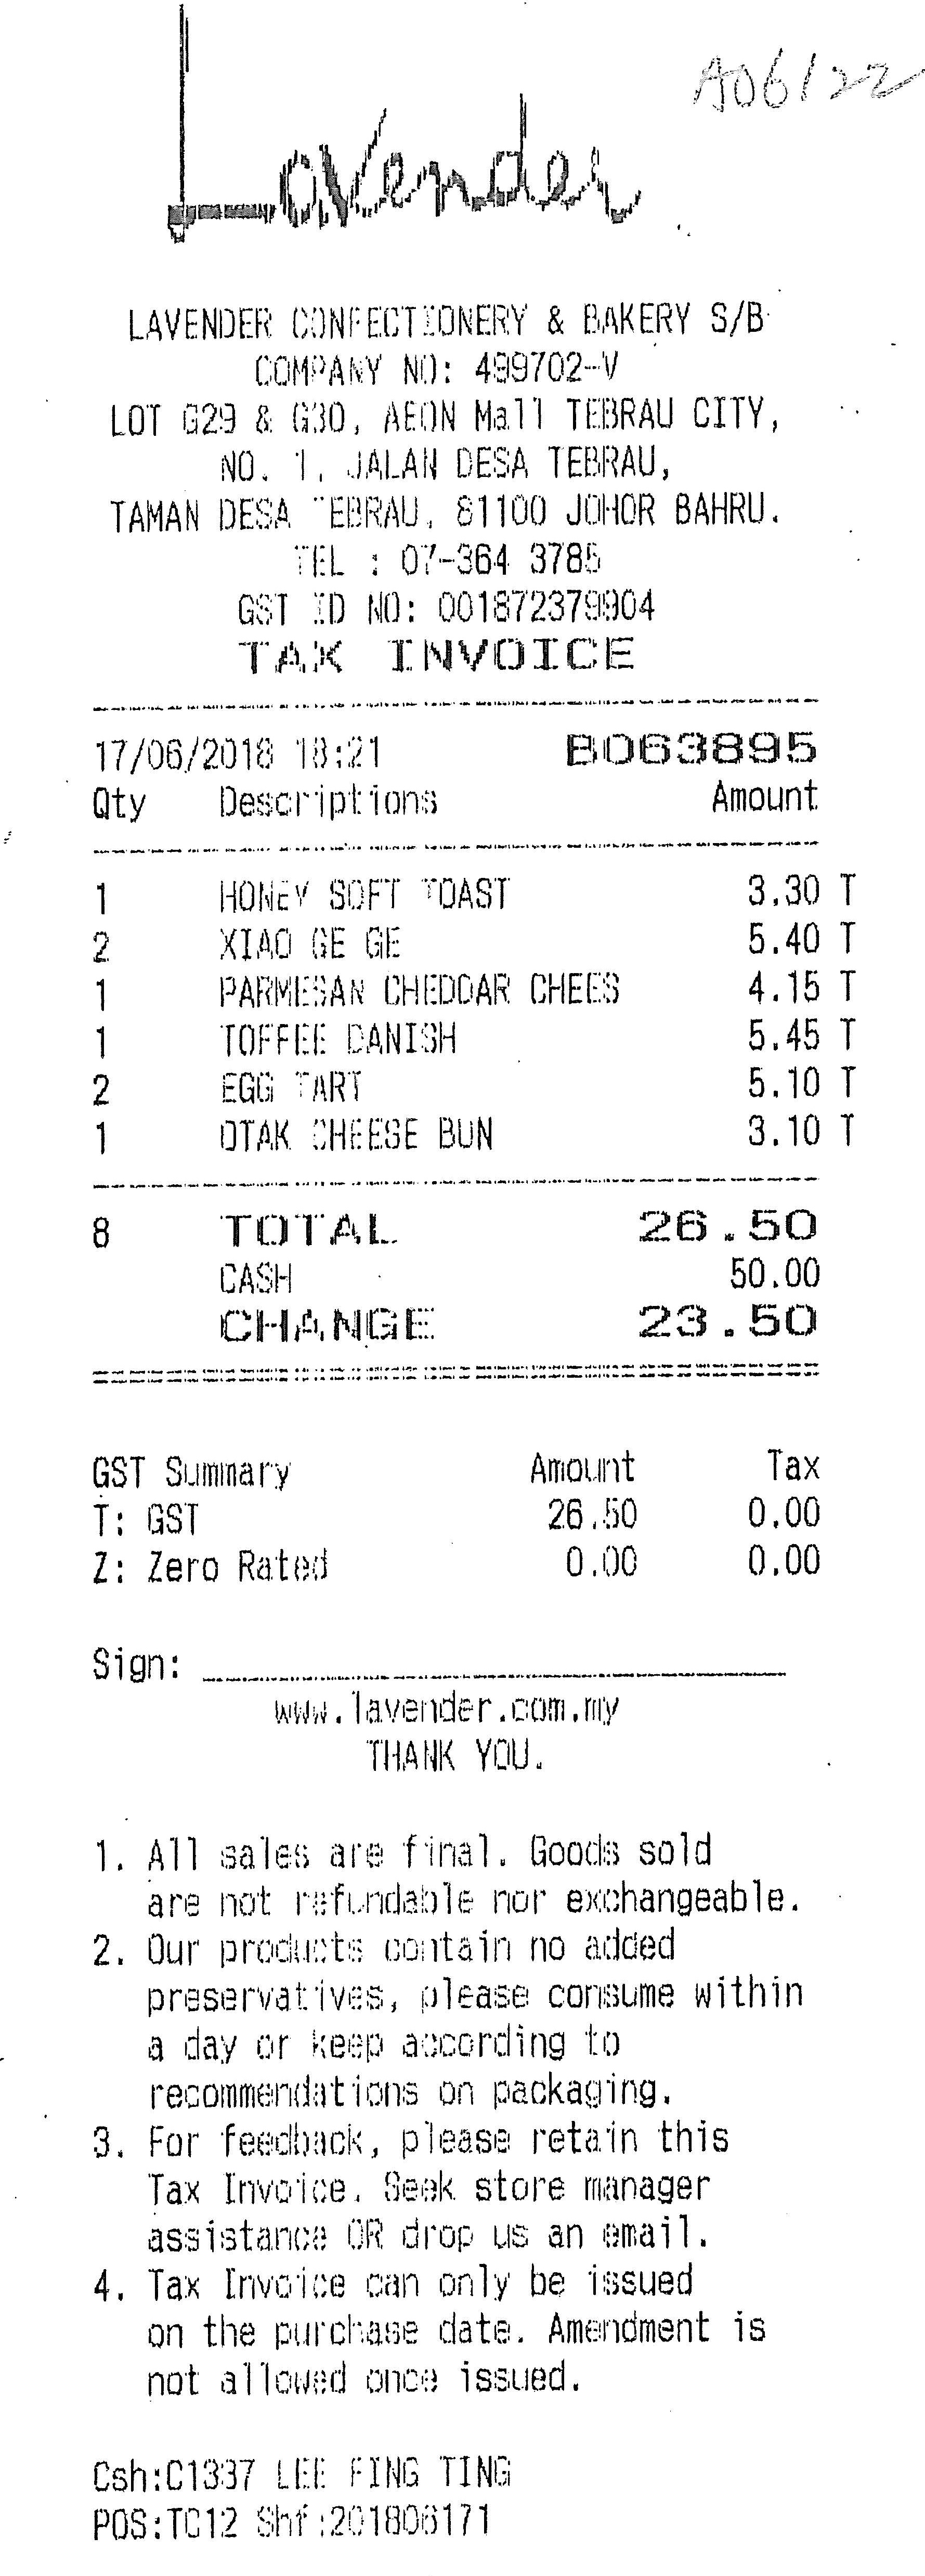 A06/22
Lavender
LAVENDER CONFECTIONERY & BAKERY S/B
COMPANY NO: 499702-V
LOT G29 & G30, AEON Mall TEBRAU CITY,
NO. 1, JALAN DESA TEBRAU,
TAMAN DESA TEBRAU, 81100 JOHOR BAHRU.
TEL : 07-364 3785
GST ID NO: 001872379904
TAX INVOICE
17/06/2018 18:21 B063895
Qty Descriptions Amount
1 HONEY SOFT TOAST 3.30 T
2 XIAO GE GE 5.40 T
1 PARMESAN CHEDDAR CHEES 4.15 T
1 TOFFEE DANISH 5.45 T
2 EGG TART 5.10 T
1 OTAK CHEESE BUN 3.10 T
8 TOTAL 26.50
CASH 50.00
CHANGE 23.50
GST Summary Amount Tax
T: GST 26.50 0.00
Z: Zero Rated 0.00 0.00
Sign:
www.lavender.com.my
THANK YOU.
1. All sales are final. Goods sold
are not refundable nor exchangeable.
2. Our products contain no added
preservatives, please consume within
a day or keep according to
recommendations on packaging.
3. For feedback, please retain this
Tax Invoice. Seek store manager
assistance OR drop us an email.
4. Tax Invoice can only be issued
on the purchase date. Amendment is
not allowed once issued.
Csh:C1337 LEE FING TING
POS:TC12 Shf:201806171